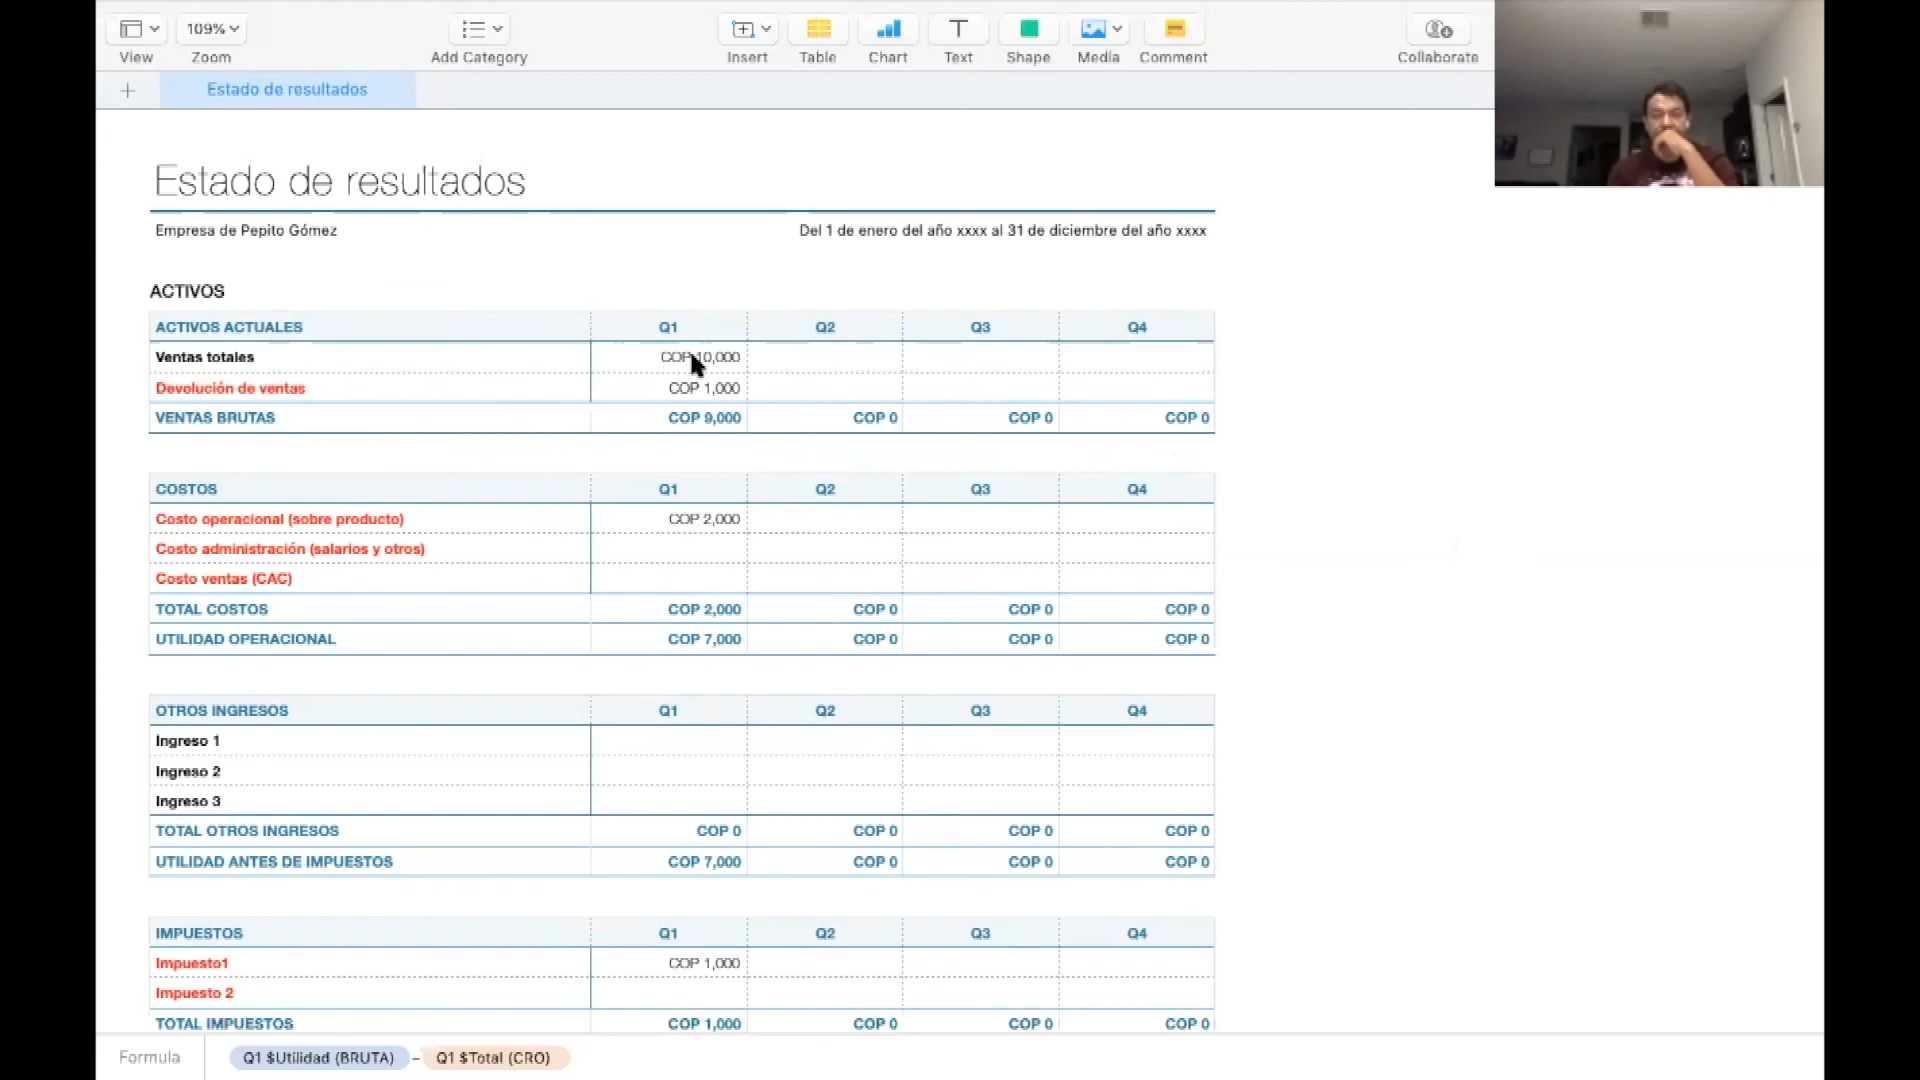 109%
View Zoom Add Category Insert Table Chart Text Shape Media Comment Collaborate
Estado de resultados
Estado de resultados
Empresa de Pepito Gómez Del 1 de enero del año xxxx al 31 de diciembre del año xxxx
ACTIVOS
ACTIVOS ACTUALES Q1 Q2 Q3 Q4
Ventas totales COP 10,000
Devolución de ventas COP 1,000
VENTAS BRUTAS COP 9,000 COP 0 COP 0 COP 0
COSTOS Q1 Q2 Q3 Q4
Costo operacional (sobre producto) COP 2,000
Costo administración (salarios y otros)
Costo ventas (CAC)
TOTAL COSTOS COP 2,000 COP 0 COP 0 COP 0
UTILIDAD OPERACIONAL COP 7,000 COP 0 COP 0 COP 0
OTROS INGRESOS Q1 Q2 Q3 Q4
Ingreso 1
Ingreso 2
Ingreso 3
TOTAL OTROS INGRESOS COP 0 COP 0 COP 0 COP 0
UTILIDAD ANTES DE IMPUESTOS COP 7,000 COP 0 COP 0 COP 0
IMPUESTOS Q1 Q2 Q3 Q4
Impuesto1 COP 1,000
Impuesto 2
TOTAL IMPUESTOS COP 1,000 COP 0 COP 0 COP 0
Formula Q1 $Utilidad (BRUTA) - Q1 $Total (CRO)